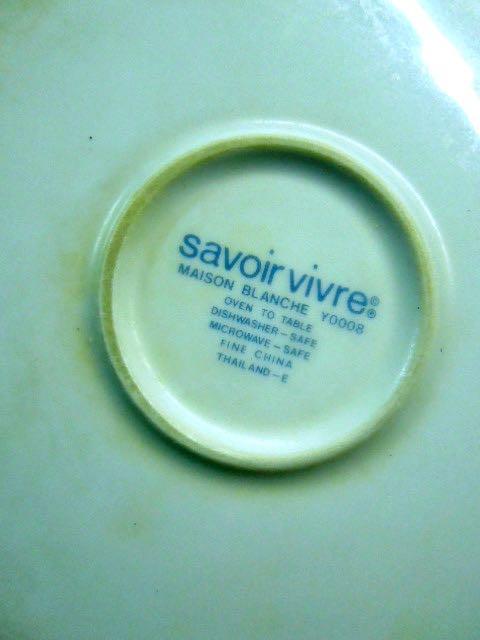 savoir vivre©®
MAISON BLANCHE Y0008
OVEN TO TABLE
DISHWASHER-SAFE
MICROWAVE-SAFE
FINE CHINA
THAILAND-E